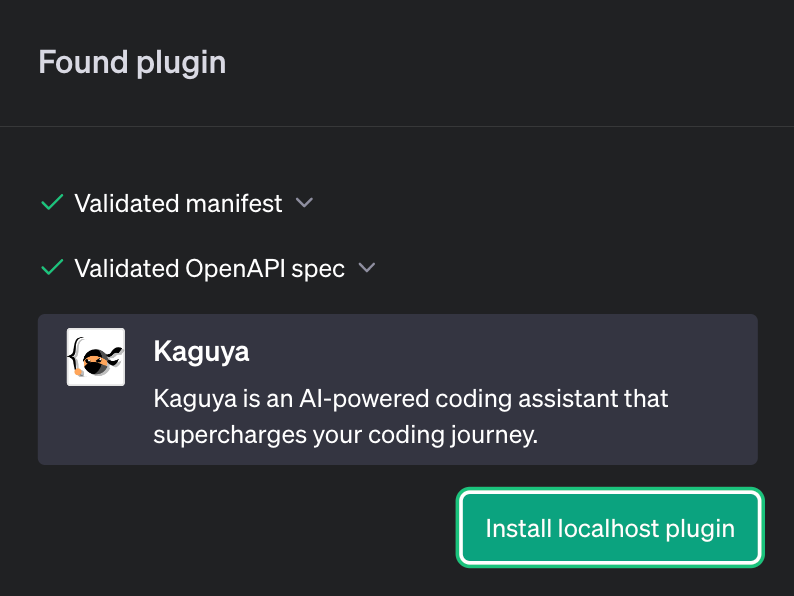 Found plugin
Validated manifest
Validated OpenAPI spec
Kaguya
Kaguya is an AI-powered coding assistant that
supercharges your coding journey.
Install localhost plugin